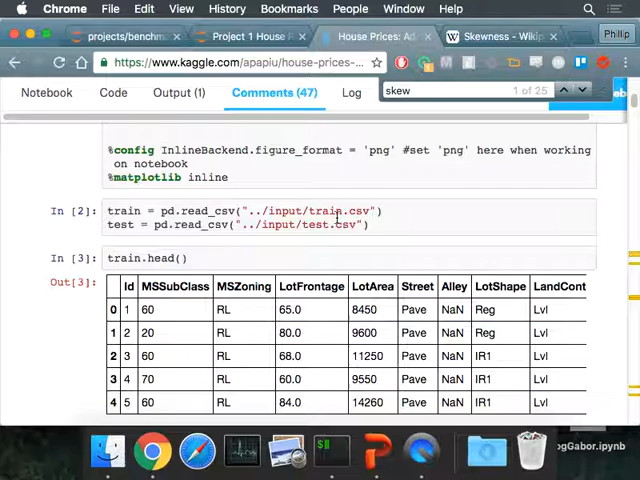 Chrome File Edit View History Bookmarks People Window Help
projects/benchm
Project 1 House P
House Prices: Ad
Skewness - Wikip
Philip
https://www.kaggle.com/apapiu/house-prices-...
skew 1 of 25
Notebook Code Output (1) Comments (47) Log
%config InlineBackend.figure_format = 'png' #set 'png' here when working
on notebook
%matplotlib inline
In [2]: train = pd.read_csv("../input/train.csv")
test = pd.read_csv("../input/test.csv")
In [3]: train.head()
Out[3]:
Id MSSubClass MSZoning LotFrontage LotArea Street Alley LotShape LandCont
0 1 60 RL 65.0 8450 Pave NaN Reg Lvl
1 2 20 RL 80.0 9600 Pave NaN Reg Lvl
2 3 60 RL 68.0 11250 Pave NaN IR1 Lvl
3 4 70 RL 60.0 9550 Pave NaN IR1 Lvl
4 5 60 RL 84.0 14260 Pave NaN IR1 Lvl
ogGabor.ipynb